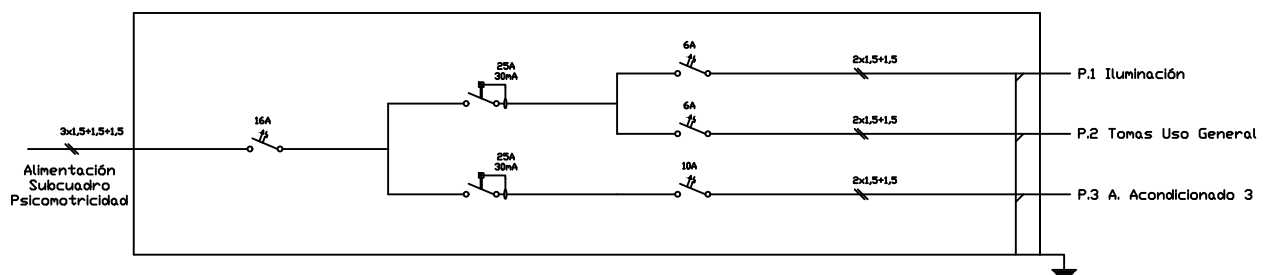 3x1,5+1,5+1,5
Alimentación
Subcuadro
Psicomotricidad
16A
25A
30mA
25A
30mA
6A
6A
10A
2x1,5+1,5
2x1,5+1,5
2x1,5+1,5
P.1 Iluminación
P.2 Tomas Uso General
P.3 A. Acondicionado 3